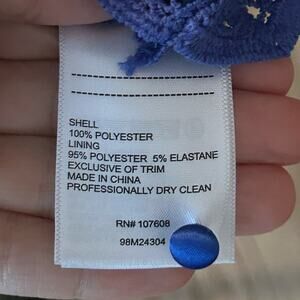 SHELL
100% POLYESTER
LINING
95% POLYESTER 5% ELASTANE
EXCLUSIVE OF TRIM
MADE IN CHINA
PROFESSIONALLY DRY CLEAN
RN# 107608
98M24304